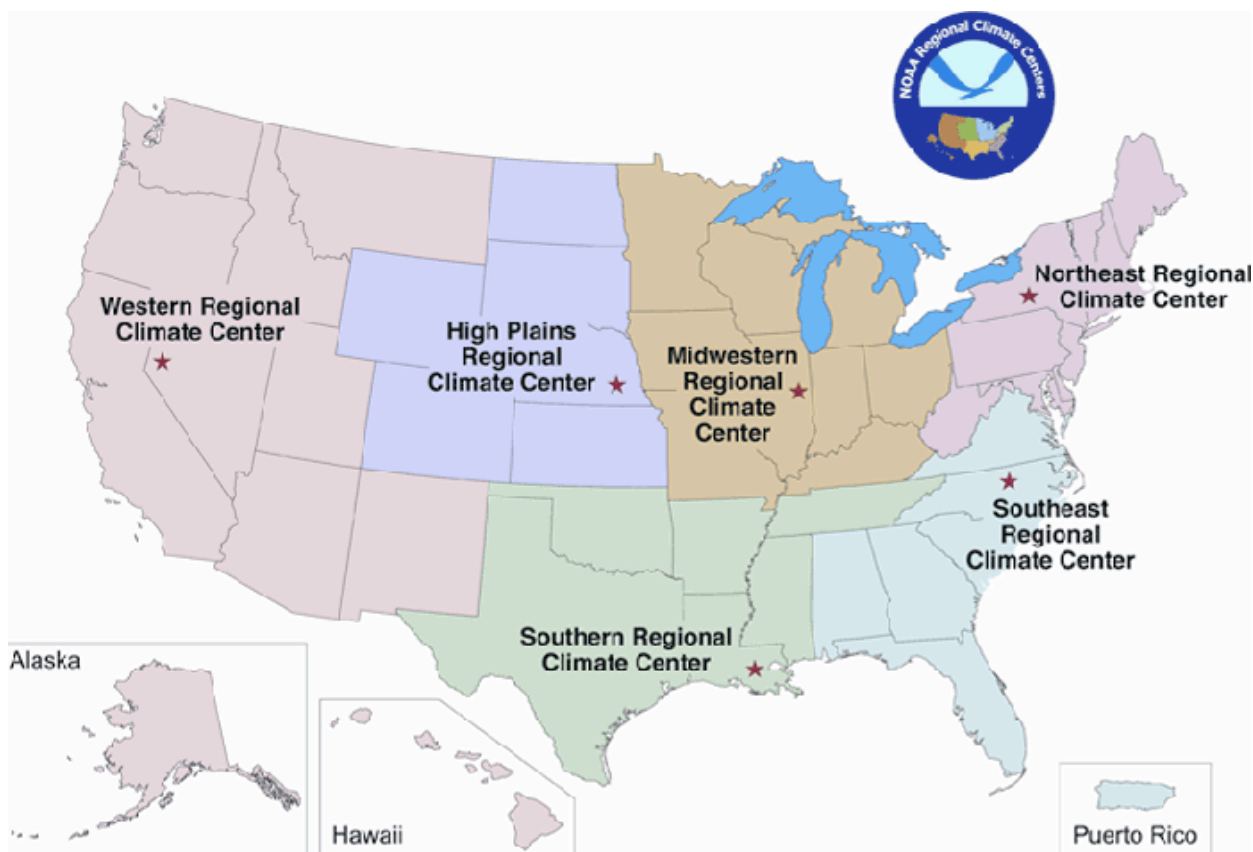 NOAA Regional Climate Centers
Western Regional
Climate Center
High Plains
Regional
Climate Center
Midwestern
Regional
Climate
Center
Northeast Regional
Climate Center
Southeast
Regional
Climate Center
Southern Regional
Climate Center
Alaska
Hawaii
Puerto Rico